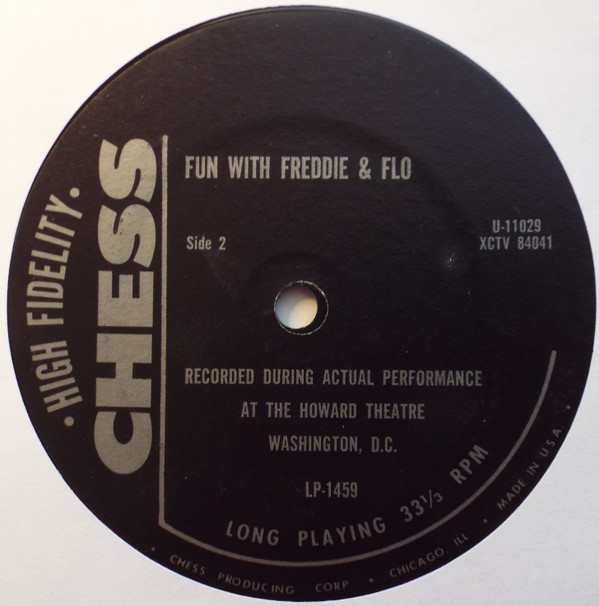 • HIGH FIDELITY •
CHESS
FUN WITH FREDDIE & FLO
Side 2
U-11029
XCTV 84041
RECORDED DURING ACTUAL PERFORMANCE
AT THE HOWARD THEATRE
WASHINGTON, D.C.
LP-1459
LONG PLAYING 33⅓ RPM
• CHESS PRODUCING CORP • CHICAGO, ILL • MADE IN U.S.A. •